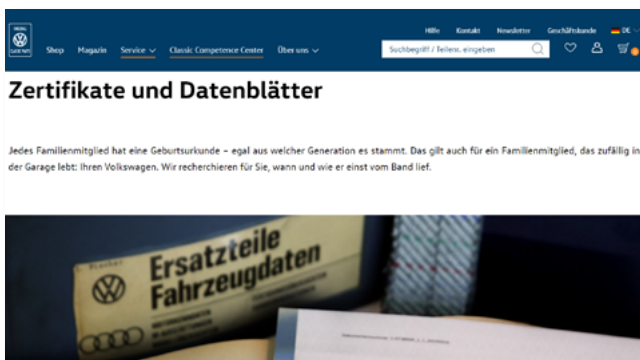 Hilfe Kontakt Newsletter Geschäftskunde DE
Shop Magazin Service Classic Competence Center Über uns
Suchbegriff / Teilenr. eingeben
Zertifikate und Datenblätter
Jedes Familienmitglied hat eine Geburtsurkunde – egal aus welcher Generation es stammt. Das gilt auch für ein Familienmitglied, das zufällig in
der Garage lebt: Ihren Volkswagen. Wir recherchieren für Sie, wann und wie er einst vom Band lief.
Ersatzteile
Fahrzeugdaten